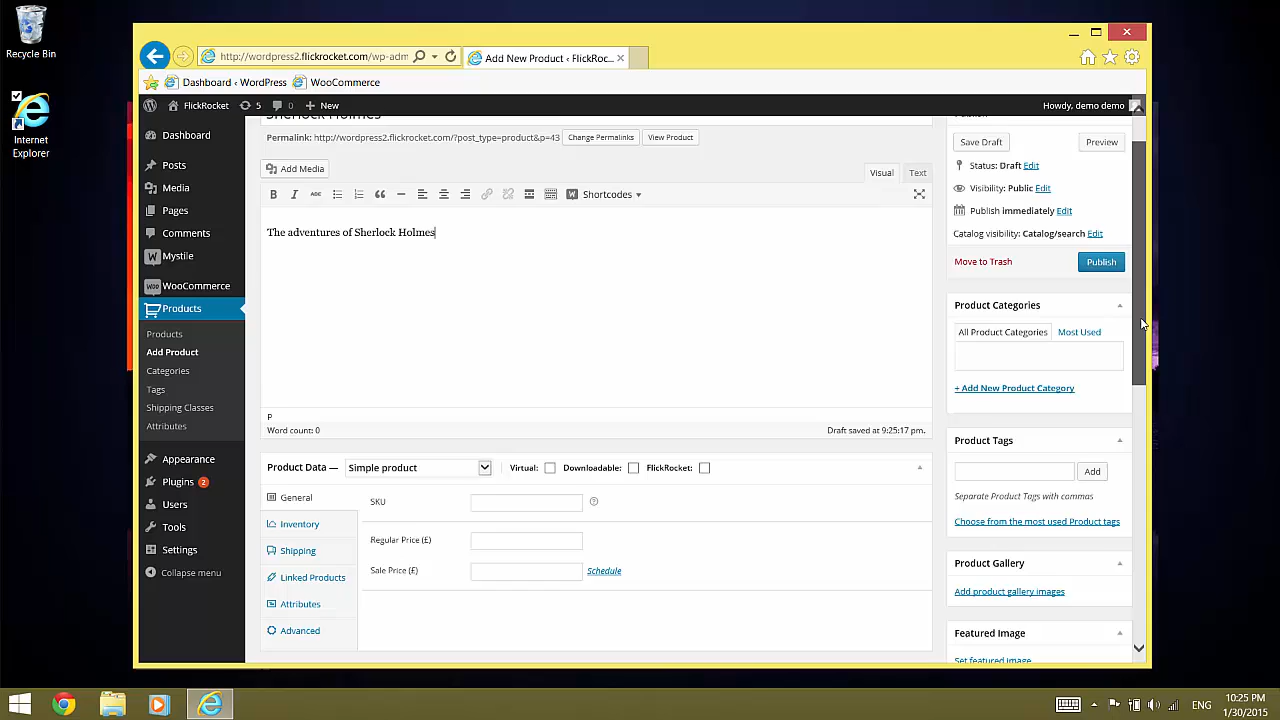 Recycle Bin
Internet
Explorer
http://wordpress2.flickrocket.com/wp-adm
Add New Product ‹ FlickRoc...
Dashboard ‹ WordPress
WooCommerce
FlickRocket
5
0
New
Howdy, demo demo
Dashboard
Posts
Media
Pages
Comments
Mystile
WooCommerce
Products
Products
Add Product
Categories
Tags
Shipping Classes
Attributes
Appearance
Plugins 2
Users
Tools
Settings
Collapse menu
Sherlock Holmes
Permalink: http://wordpress2.flickrocket.com/?post_type=product&p=43 Change Permalinks View Product
Add Media
Visual Text
B I ABC Shortcodes
The adventures of Sherlock Holmes
P
Word count: 0 Draft saved at 9:25:17 pm.
Product Data — Simple product Virtual: Downloadable: FlickRocket:
General
Inventory
Shipping
Linked Products
Attributes
Advanced
SKU
Regular Price (£)
Sale Price (£) Schedule
Publish
Save Draft Preview
Status: Draft Edit
Visibility: Public Edit
Publish immediately Edit
Catalog visibility: Catalog/search Edit
Move to Trash Publish
Product Categories
All Product Categories Most Used
+ Add New Product Category
Product Tags
Add
Separate Product Tags with commas
Choose from the most used Product tags
Product Gallery
Add product gallery images
Featured Image
Set featured image
ENG
10:25 PM
1/30/2015